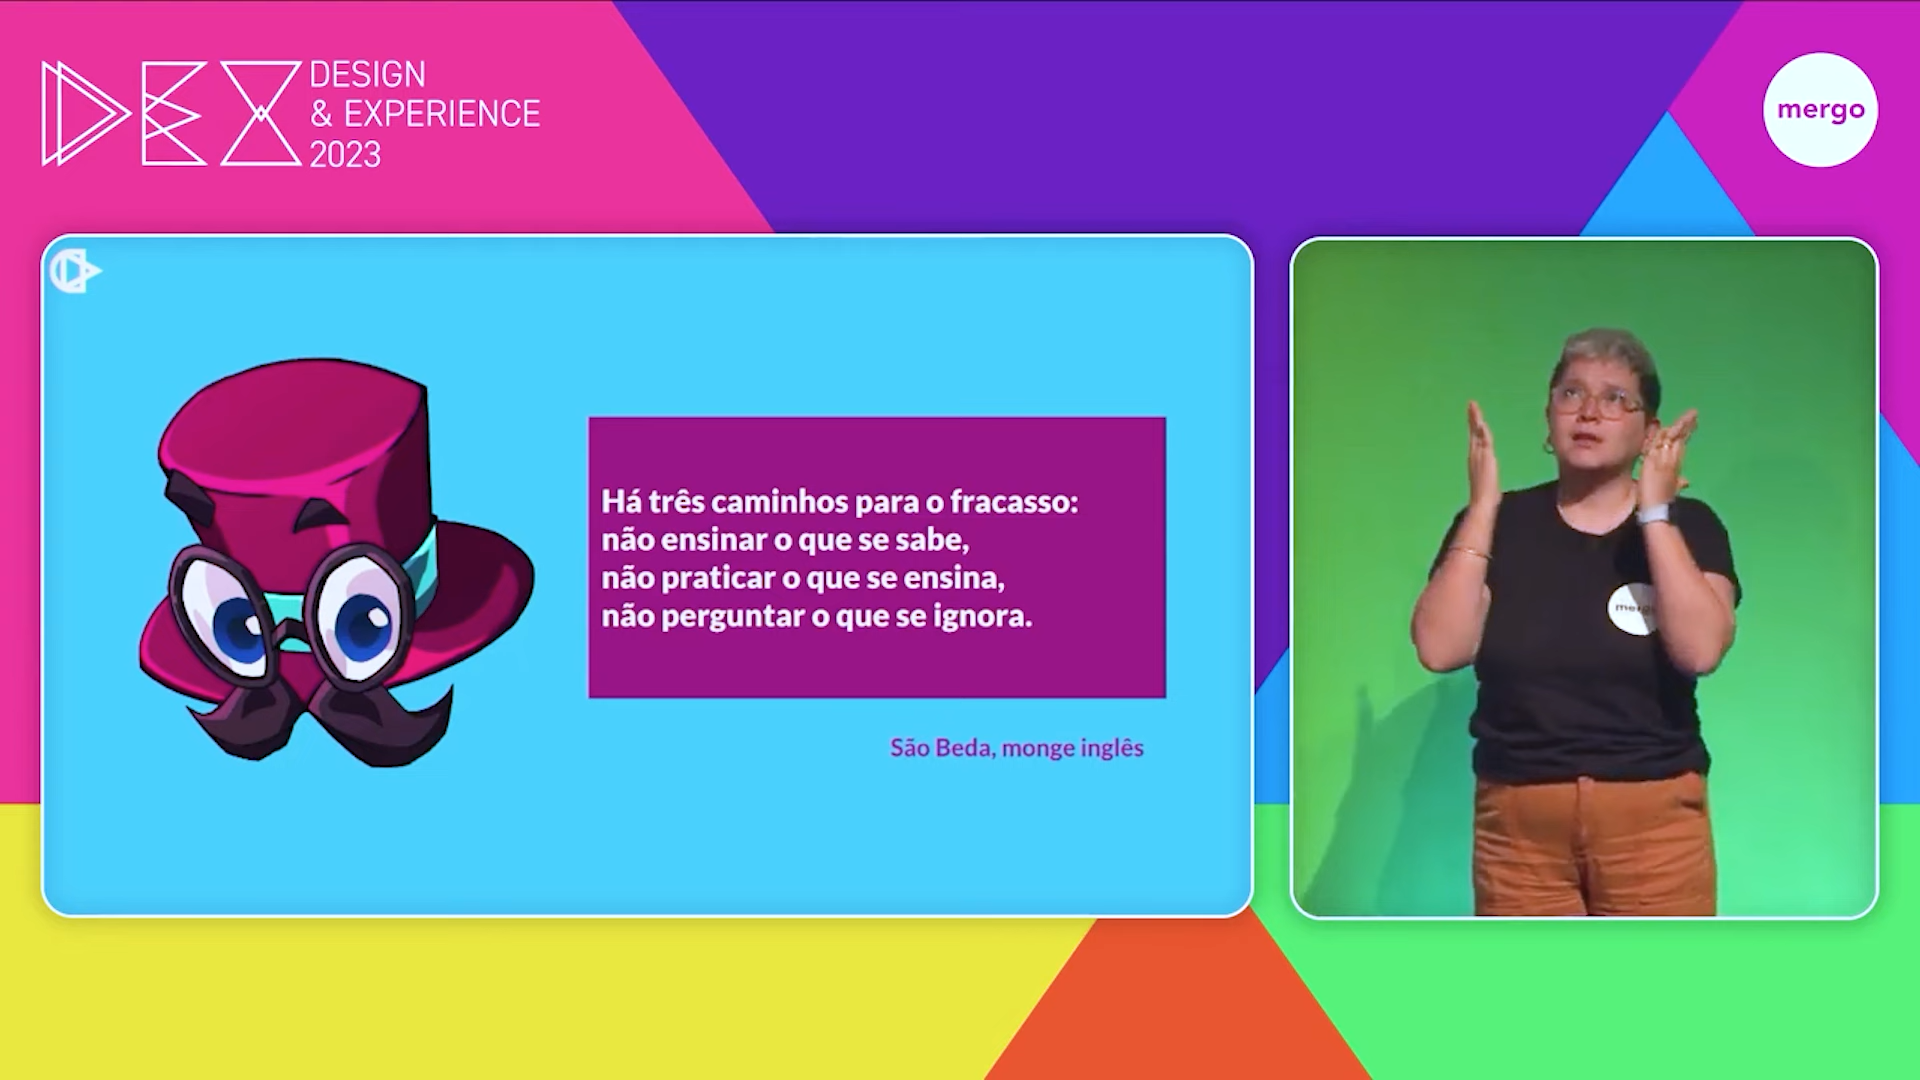 DESIGN
& EXPERIENCE
2023
DEX
mergo
Há três caminhos para o fracasso:
não ensinar o que se sabe,
não praticar o que se ensina,
não perguntar o que se ignora.
São Beda, monge inglês